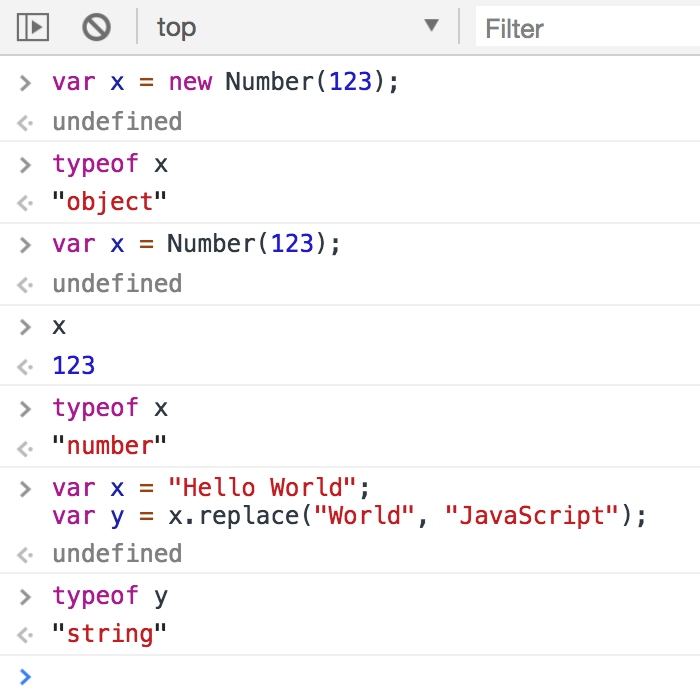 top Filter
var x = new Number(123);
undefined
typeof x
"object"
var x = Number(123);
undefined
x
123
typeof x
"number"
var x = "Hello World";
var y = x.replace("World", "JavaScript");
undefined
typeof y
"string"